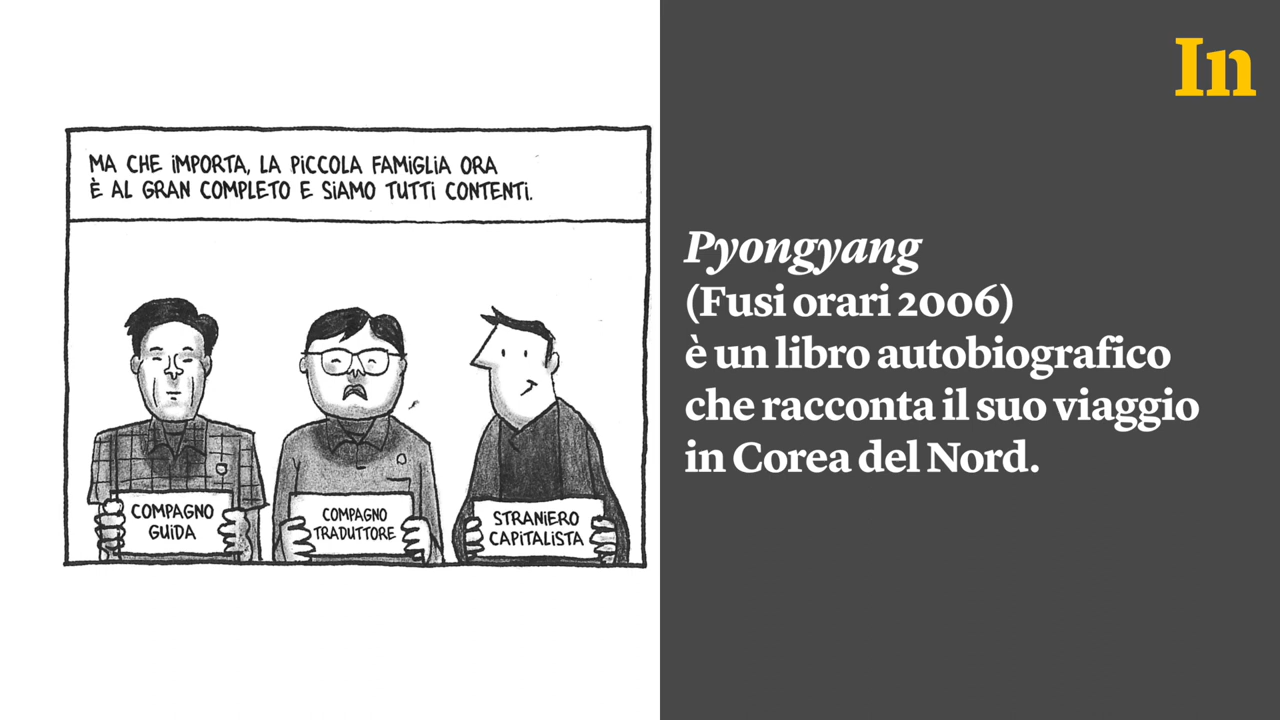 MA CHE IMPORTA, LA PICCOLA FAMIGLIA ORA
È AL GRAN COMPLETO E SIAMO TUTTI CONTENTI.
COMPAGNO
GUIDA
COMPAGNO
TRADUTTORE
STRANIERO
CAPITALISTA
In
Pyongyang
(Fusi orari 2006)
è un libro autobiografico
che racconta il suo viaggio
in Corea del Nord.